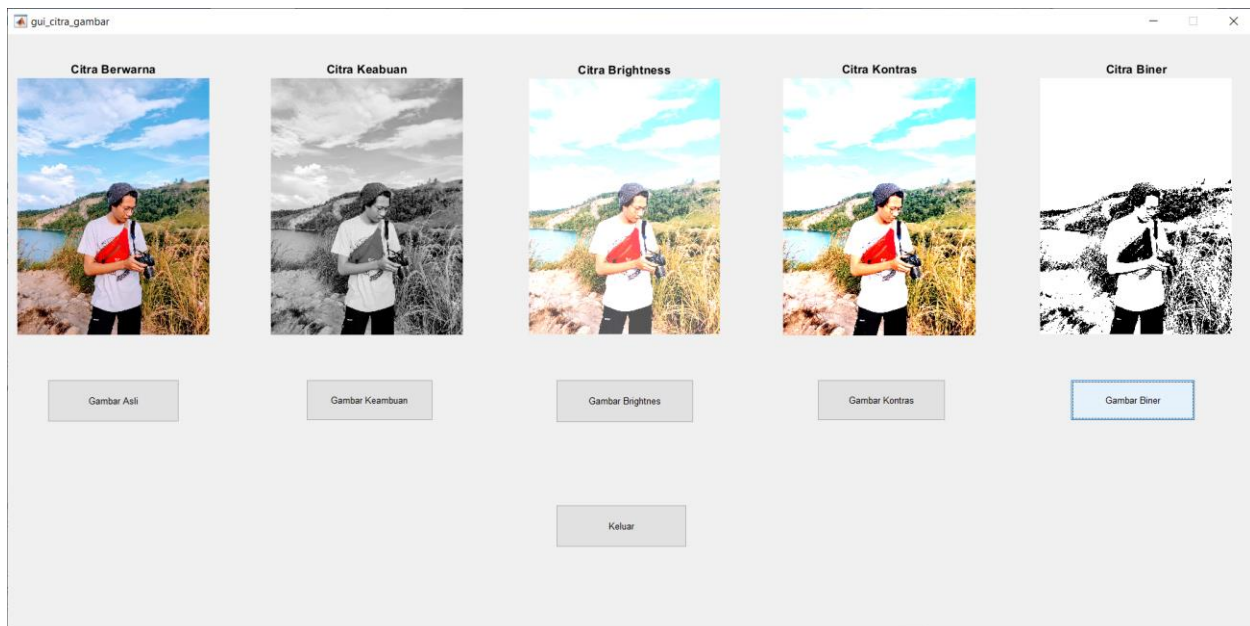 gui_citra_gambar
Citra Berwarna
Citra Keabuan
Citra Brightness
Citra Kontras
Citra Biner
Gambar Asli
Gambar Keambuan
Gambar Brightnes
Gambar Kontras
Gambar Biner
Keluar